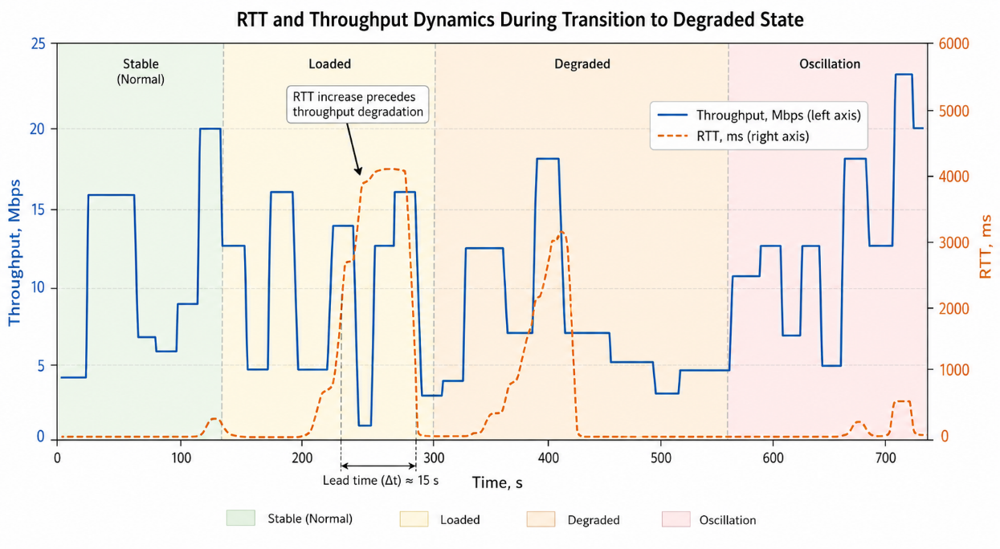 RTT and Throughput Dynamics During Transition to Degraded State
25
20
15
10
5
0
Throughput, Mbps
Stable
(Normal)
Loaded
Degraded
Oscillation
RTT increase precedes
throughput degradation
Throughput, Mbps (left axis)
RTT, ms (right axis)
6000
5000
4000
3000
2000
1000
0
RTT, ms
0 100 200 300 400 500 600 700
Lead time (Δt) ≈ 15 s
Time, s
Stable (Normal) Loaded Degraded Oscillation